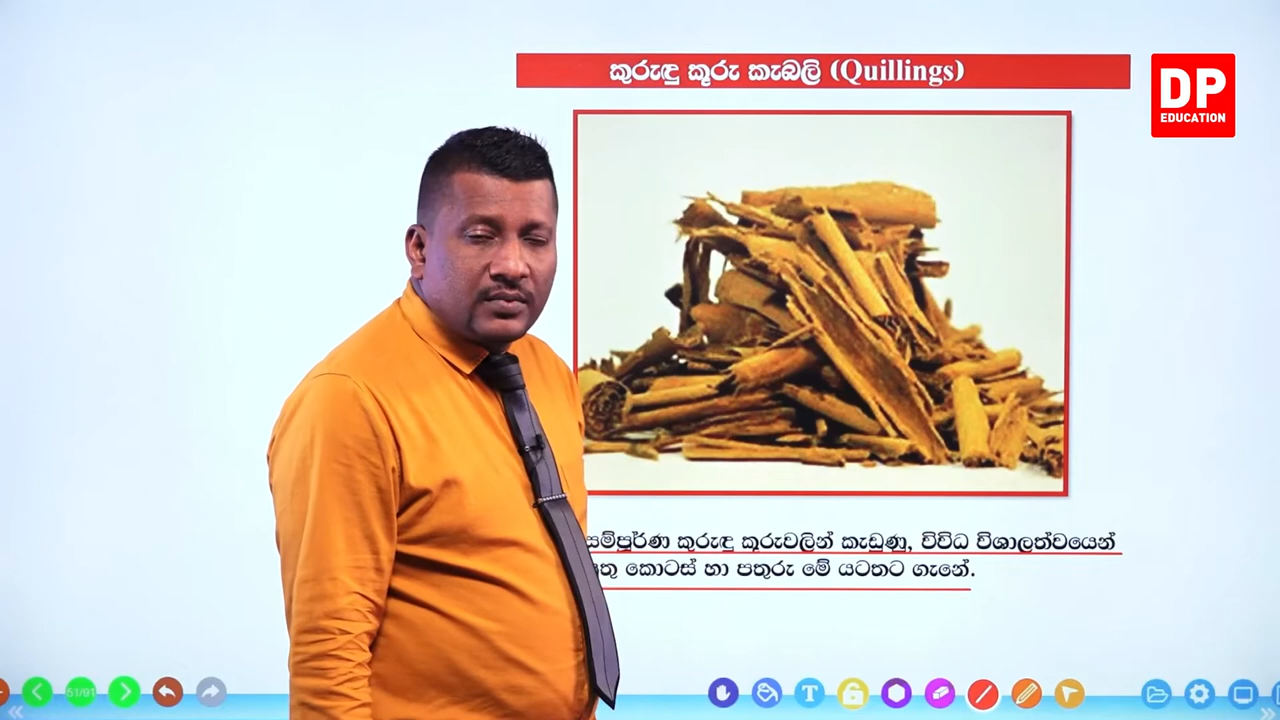 කුරුඳු කූරු කැබලි (Quillings)
DP
EDUCATION
සම්පූර්ණ කුරුඳු කූරුවලින් කැඩුණු, විවිධ විශාලත්වයෙන්
කොටස් හා පතුරු මේ යටතට ගැනේ.
51/91
T